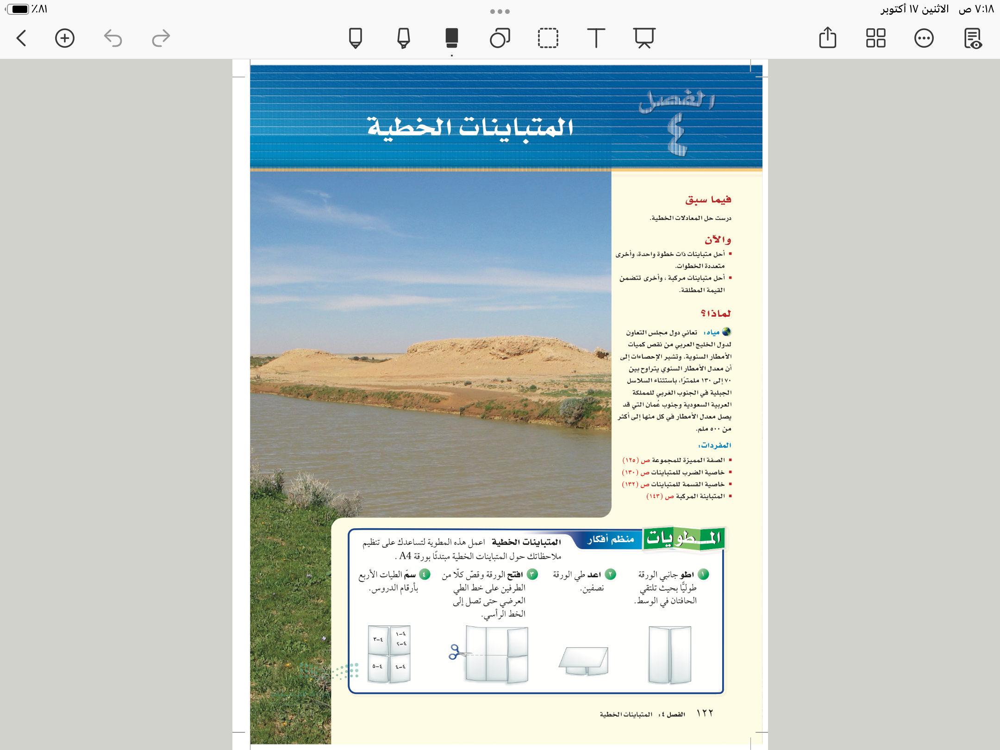 ٧:١٨ ص الاثنين ١٧ أكتوبر
٪٨١
الفصل
٤
المتباينات الخطية
فيما سبق
درست حل المعادلات الخطية.
والآن
أحل متباينات ذات خطوة واحدة، وأخرى
متعددة الخطوات.
أحل متباينات مركبة ، وأخرى تتضمن
القيمة المطلقة.
لماذا؟
مياه: تعاني دول مجلس التعاون
لدول الخليج العربي من نقص كميات
الأمطار السنوية. وتشير الإحصاءات إلى
أن معدل الأمطار السنوي يتراوح بين
٧٠ إلى ١٣٠ ملمترًا، باستثناء السلاسل
الجبلية في الجنوب الغربي للمملكة
العربية السعودية وجنوب عُمان التي قد
يصل معدل الأمطار في كل منها إلى أكثر
من ٥٠٠ ملم.
المفردات:
الصفة المميزة للمجموعة ص (١٢٥)
خاصية الضرب للمتباينات ص (١٣٠)
خاصية القسمة للمتباينات ص (١٣٢)
المتباينة المركبة ص (١٤٣)
المـطويات
منظم أفكار
المتباينات الخطية اعمل هذه المطوية لتساعدك على تنظيم
ملاحظاتك حول المتباينات الخطية مبتدئًا بورقة A4 .
١ اطو جانبي الورقة
طوليًّا بحيث تلتقي
الحافتان في الوسط.
٢ اعد طي الورقة
نصفين.
٣ افتح الورقة وقصّ كلًّا من
الطرفين على خط الطي
العرضي حتى تصل إلى
الخط الرأسي.
٤ سمّ الطيات الأربع
بأرقام الدروس.
٤-١
٤-٢
٤-٣
٤-٤
٤-٥
١٢٢ الفصل ٤: المتباينات الخطية